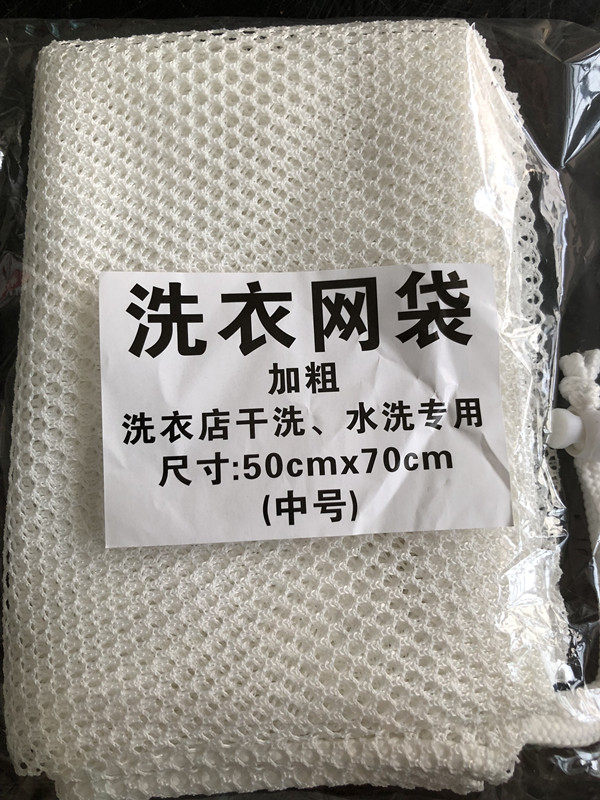 洗衣网袋
加粗
洗衣店干洗、水洗专用
尺寸:50cmx70cm
(中号)